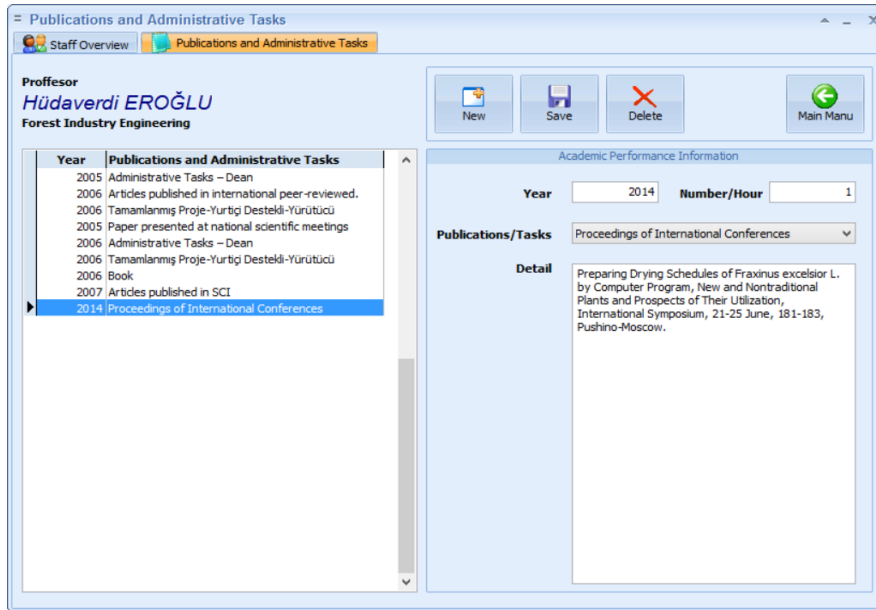 Publications and Administrative Tasks
Staff Overview
Publications and Administrative Tasks
Proffesor
Hüdaverdi EROĞLU
Forest Industry Engineering
New
Save
Delete
Main Manu
Year Publications and Administrative Tasks
2005 Administrative Tasks – Dean
2006 Articles published in international peer-reviewed.
2006 Tamamlanmış Proje-Yurtiçi Destekli-Yürütücü
2005 Paper presented at national scientific meetings
2006 Administrative Tasks – Dean
2006 Tamamlanmış Proje-Yurtiçi Destekli-Yürütücü
2006 Book
2007 Articles published in SCI
2014 Proceedings of International Conferences
Academic Performance Information
Year 2014 Number/Hour 1
Publications/Tasks Proceedings of International Conferences
Detail
Preparing Drying Schedules of Fraxinus excelsior L.
by Computer Program, New and Nontraditional
Plants and Prospects of Their Utilization,
International Symposium, 21-25 June, 181-183,
Pushino-Moscow.